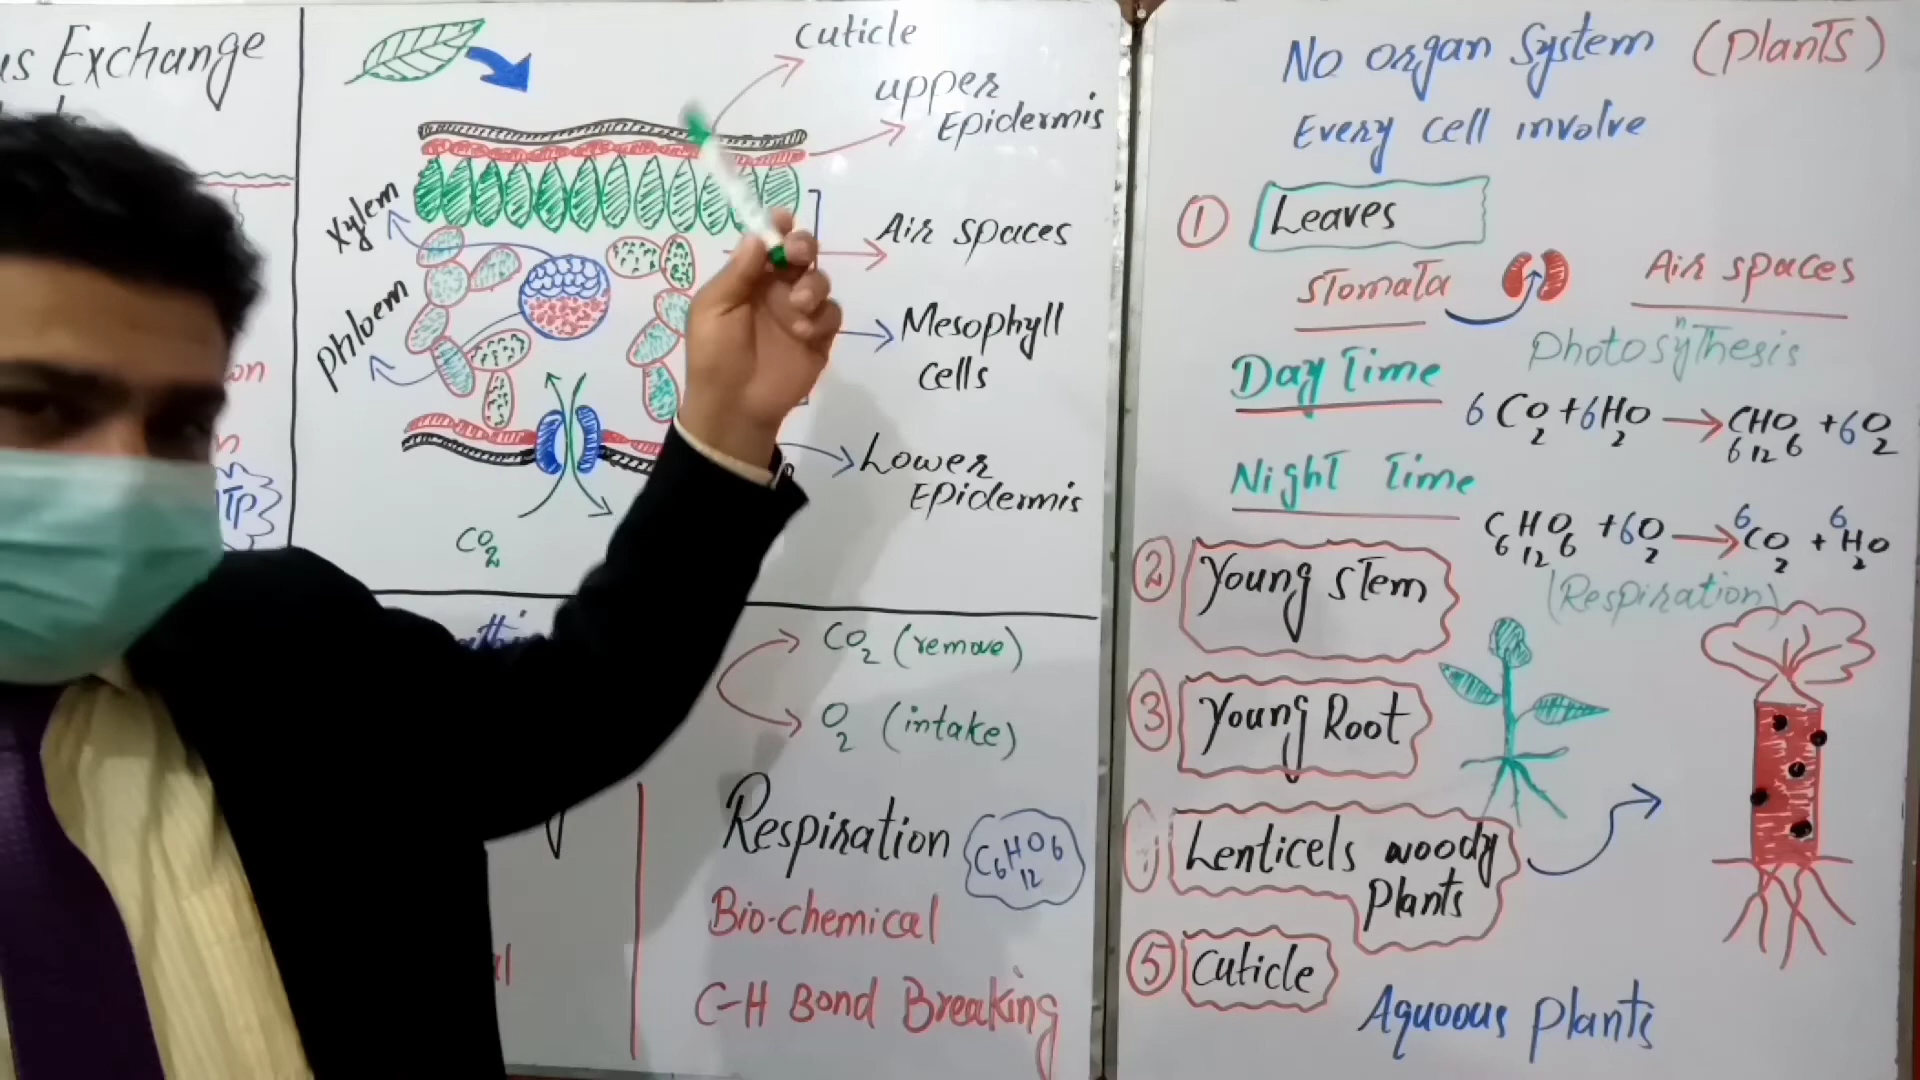 Exchange
Cuticle
upper
Epidermis
Xylem
Air spaces
Phloem
Mesophyll
cells
Lower
Epidermis
CO2
CO2 (remove)
O2 (intake)
Respiration
C6H12O6
Bio-chemical
C-H Bond Breaking
No organ System (Plants)
Every cell involve
1 Leaves
Stomata
Air spaces
Photosynthesis
Day Time
6CO2 + 6H2O → C6H12O6 + 6O2
Night Time
C6H12O6 + 6O2 → 6CO2 + 6H2O
(Respiration)
2 Young Stem
3 Young Root
Lenticels woody
Plants
5 Cuticle
Aquoous Plants